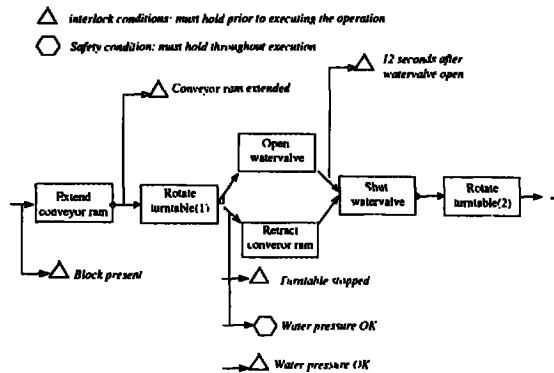 interlock conditions: must hold prior to executing the operation
Safety condition: must hold throughout execution
12 seconds after
watervalve open
Conveyor ram extended
Open
watervalve
Extend
conveyor ram
Rotate
turntable(1)
Shut
watervalve
Rotate
turntable(2)
Retract
conveyor ram
Block present
Turntable stopped
Water pressure OK
Water pressure OK